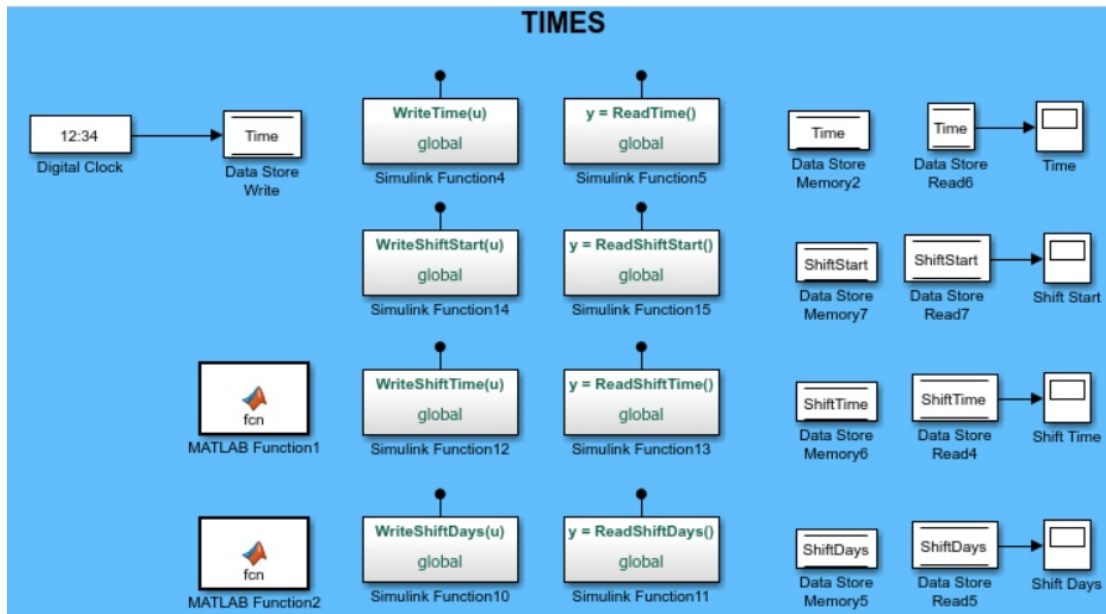 TIMES
WriteTime(u)
global
Simulink Function4
y = ReadTime()
global
Simulink Function5
12:34
Digital Clock
Time
Data Store
Write
Time
Data Store
Memory2
Time
Data Store
Read6
Time
WriteShiftStart(u)
global
Simulink Function14
y = ReadShiftStart()
global
Simulink Function15
ShiftStart
Data Store
Memory7
ShiftStart
Data Store
Read7
Shift Start
fcn
MATLAB Function1
WriteShiftTime(u)
global
Simulink Function12
y = ReadShiftTime()
global
Simulink Function13
ShiftTime
Data Store
Memory6
ShiftTime
Data Store
Read4
Shift Time
fcn
MATLAB Function2
WriteShiftDays(u)
global
Simulink Function10
y = ReadShiftDays()
global
Simulink Function11
ShiftDays
Data Store
Memory5
ShiftDays
Data Store
Read5
Shift Days